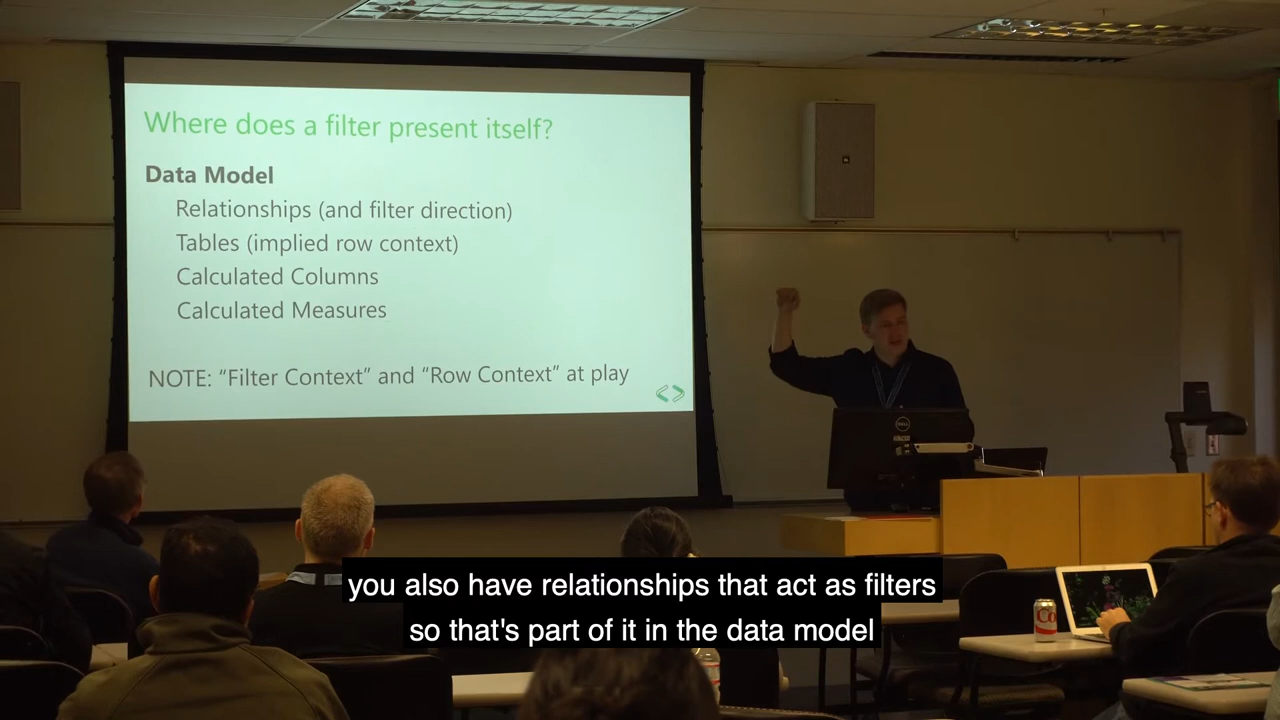 Where does a filter present itself?
Data Model
Relationships (and filter direction)
Tables (implied row context)
Calculated Columns
Calculated Measures
NOTE: “Filter Context” and “Row Context” at play
DELL
you also have relationships that act as filters
so that's part of it in the data model